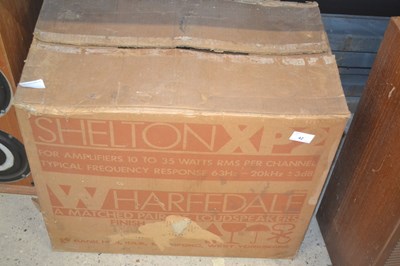 SHELTON XP
FOR AMPLIFIERS 10 TO 35 WATTS RMS PER CHANNEL
TYPICAL FREQUENCY RESPONSE 63Hz - 20kHz
WHARFEDALE
A MATCHED PAIR LOUDSPEAKERS
FINISH